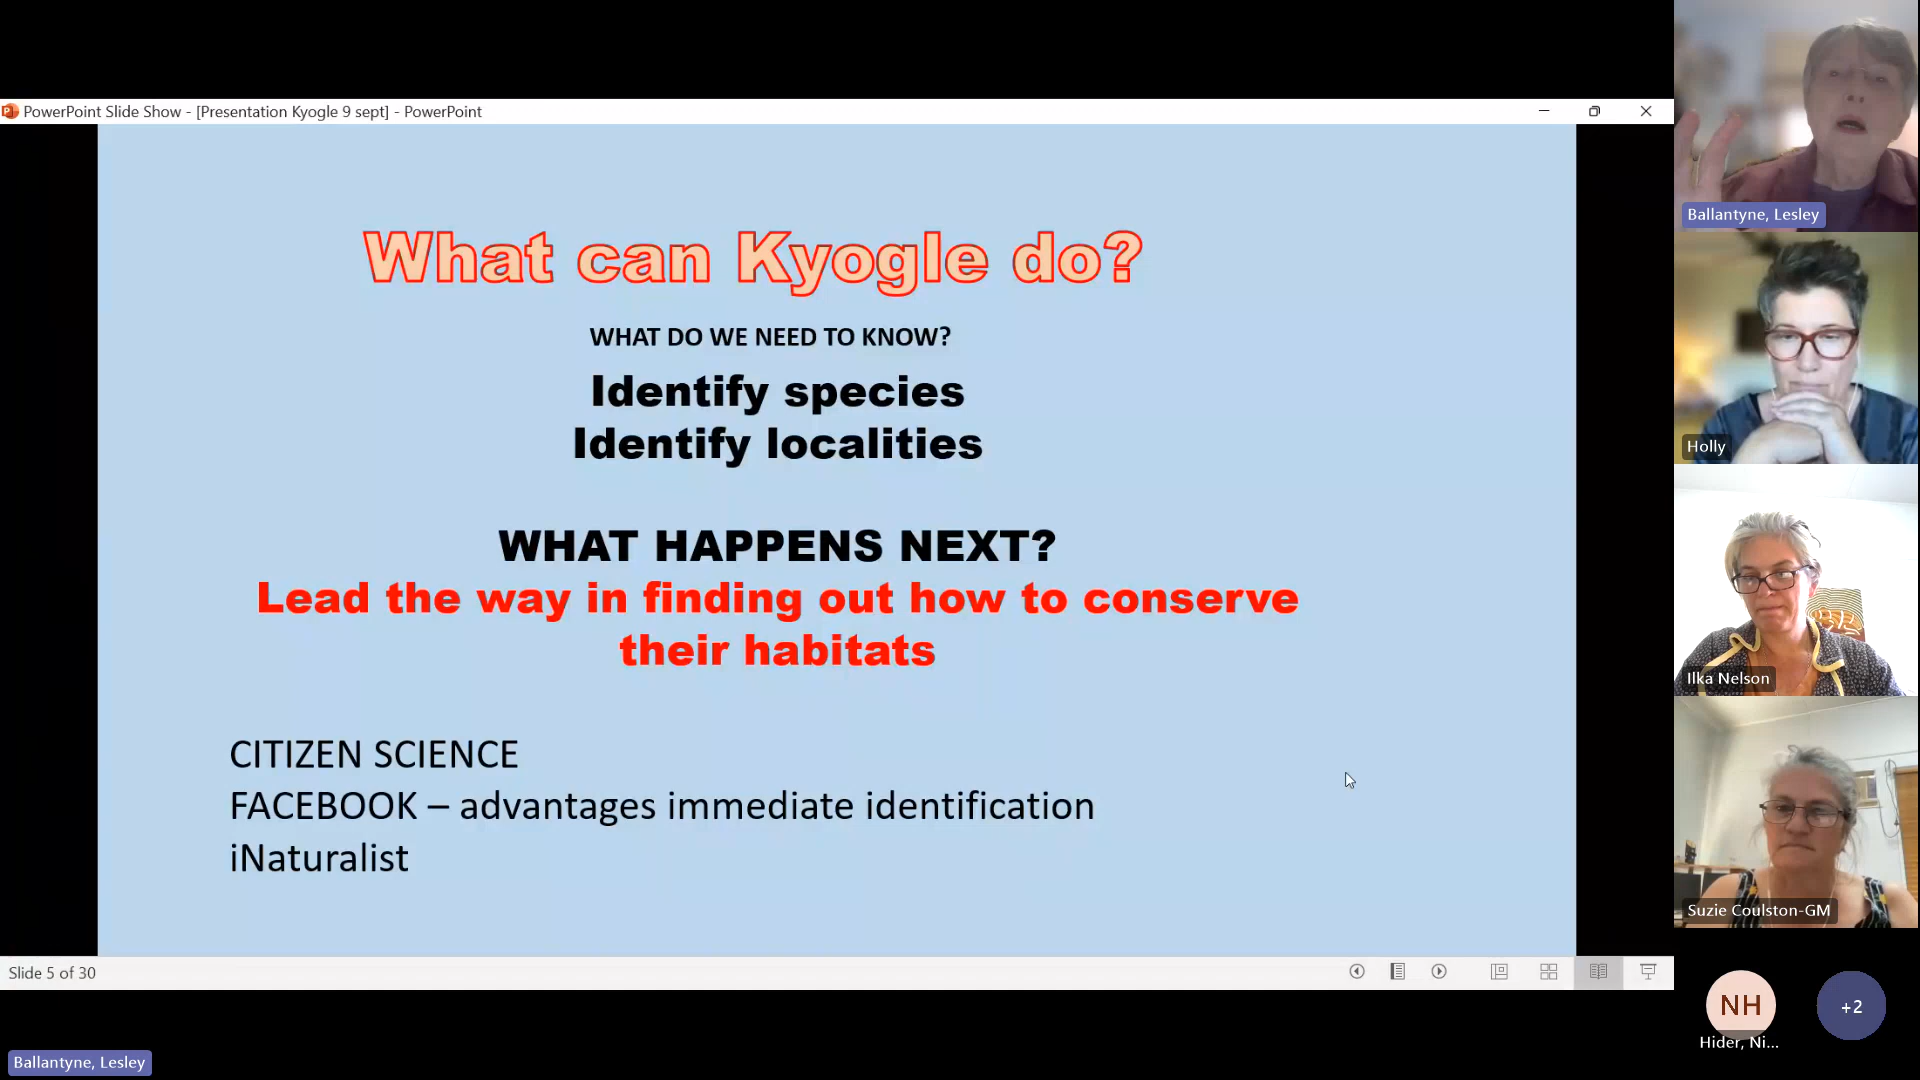 PowerPoint Slide Show - [Presentation Kyogle 9 sept] - PowerPoint
What can Kyogle do?
WHAT DO WE NEED TO KNOW?
Identify species
Identify localities
WHAT HAPPENS NEXT?
Lead the way in finding out how to conserve
their habitats
CITIZEN SCIENCE
FACEBOOK – advantages immediate identification
iNaturalist
Slide 5 of 30
Ballantyne, Lesley
Ballantyne, Lesley
Holly
Ilka Nelson
Suzie Coulston-GM
NH
Hider, Ni...
+2